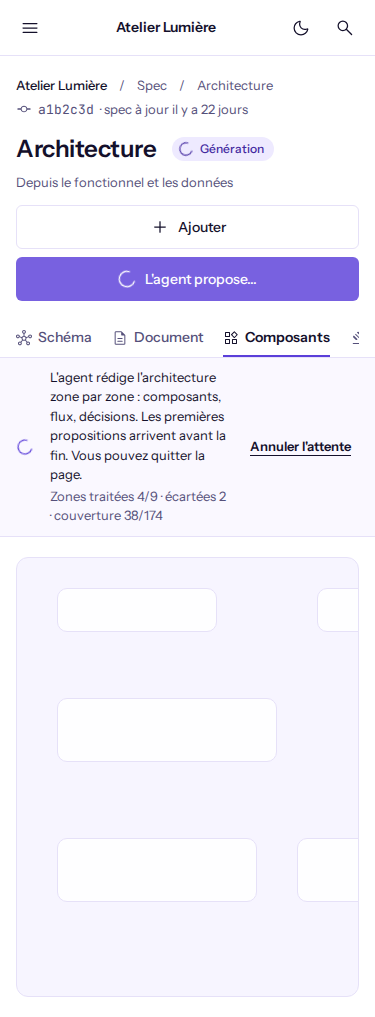 Atelier Lumière
Atelier Lumière / Spec / Architecture
a1b2c3d · spec à jour il y a 22 jours
Architecture
Génération
Depuis le fonctionnel et les données
Ajouter
L'agent propose…
Schéma
Document
Composants
L'agent rédige l'architecture
zone par zone : composants,
flux, décisions. Les premières
propositions arrivent avant la
fin. Vous pouvez quitter la
page.
Zones traitées 4/9 · écartées 2
· couverture 38/174
Annuler l'attente